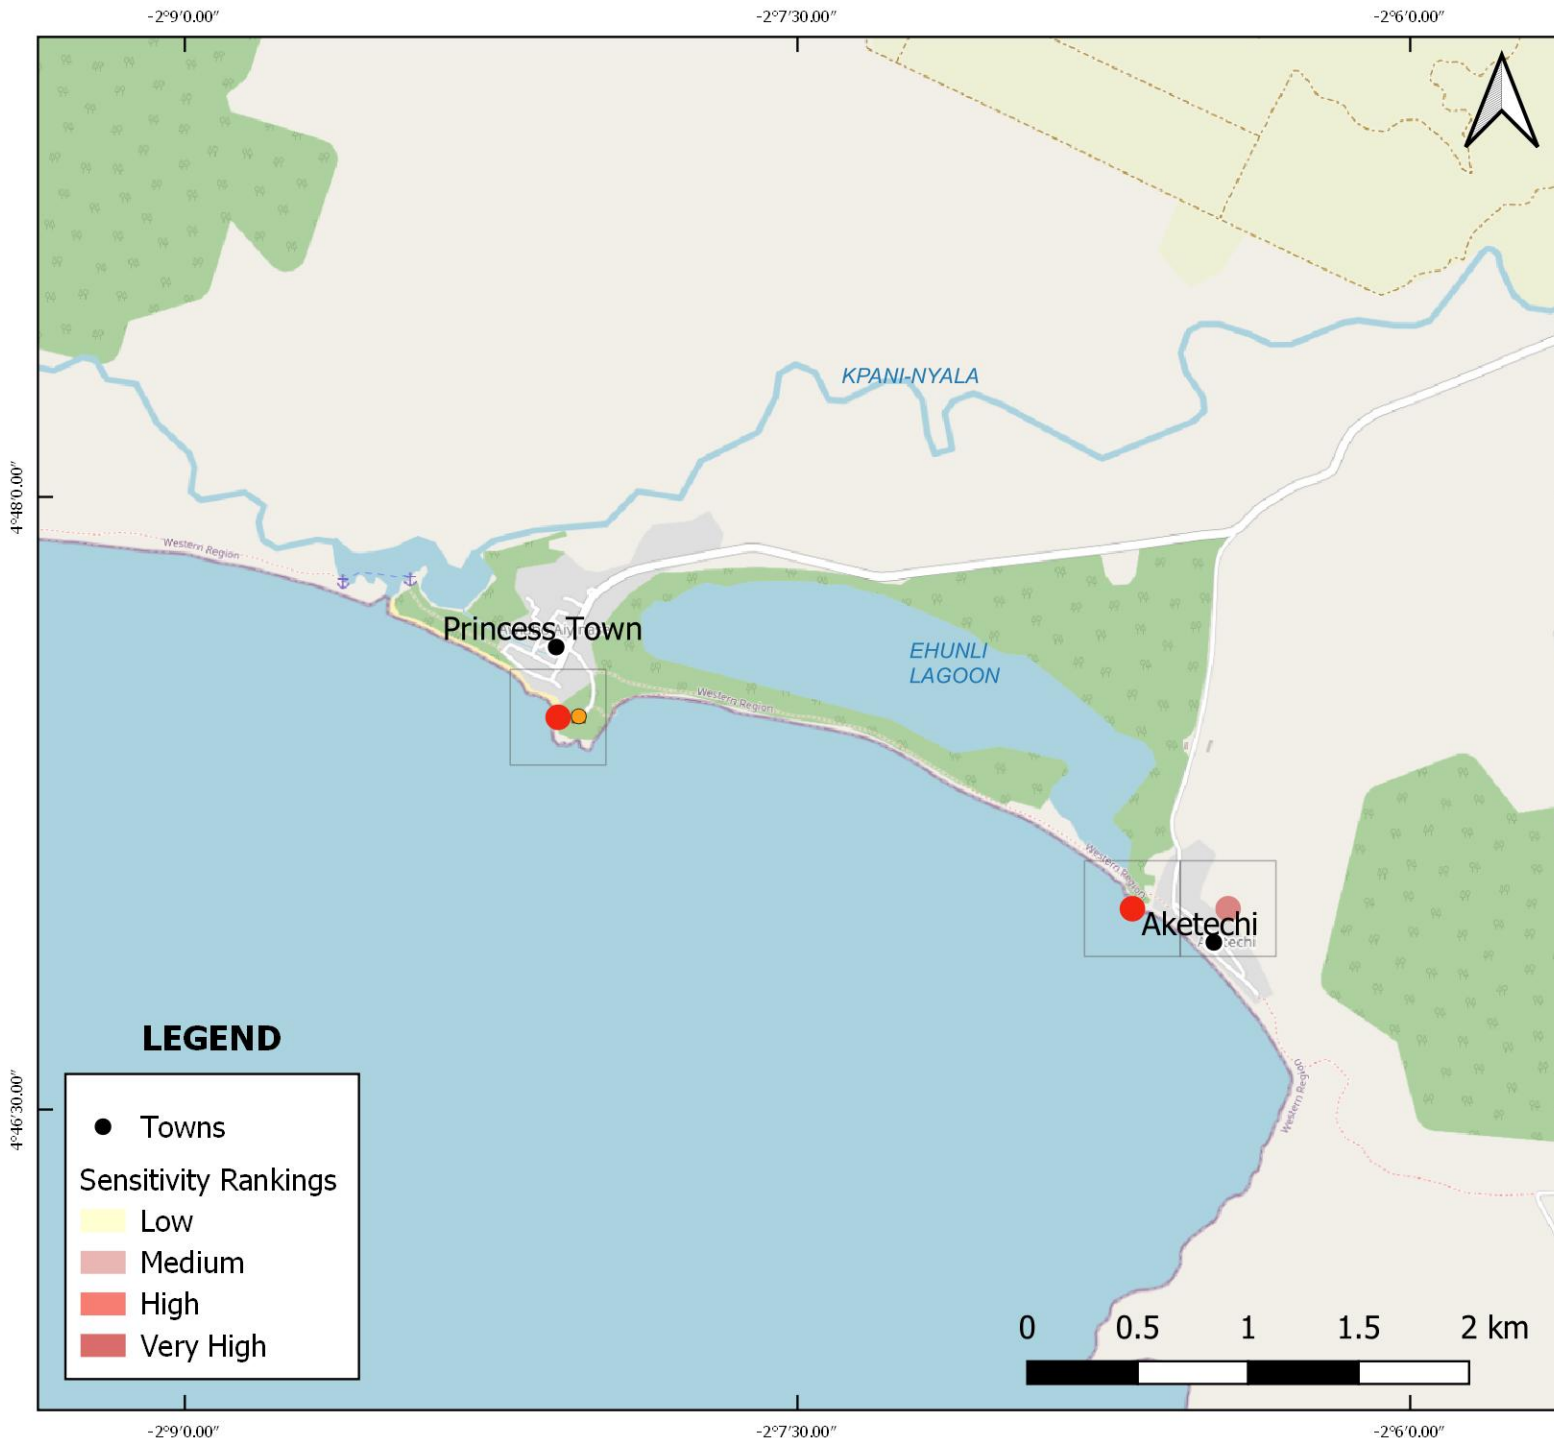 -2°9′0.00″
-2°7′30.00″
-2°6′0.00″
KPANI-NYALA
4°48′0.00″
Western Region
Princess Town
EHUNLI
LAGOON
Western Region
Western Region
Aketechi
LEGEND
Western Region
4°46′30.00″
Towns
Sensitivity Rankings
Low
Medium
High
Very High
0 0.5 1 1.5 2 km
-2°9′0.00″
-2°7′30.00″
-2°6′0.00″